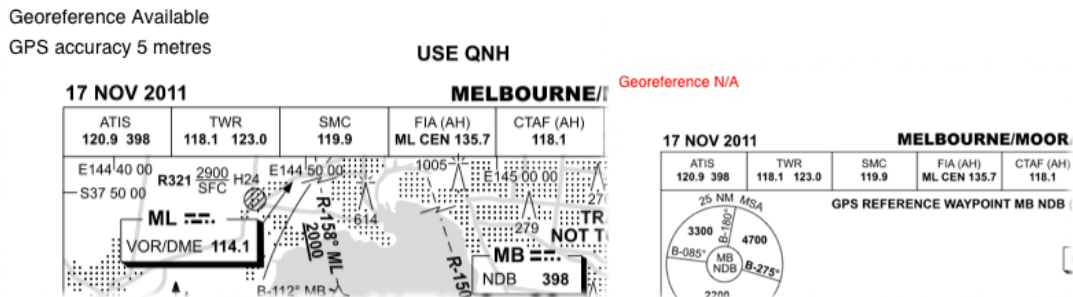 Georeference Available
GPS accuracy 5 metres
USE QNH
17 NOV 2011 MELBOURNE/
ATIS TWR SMC FIA (AH) CTAF (AH)
120.9 398 118.1 123.0 119.9 ML CEN 135.7 118.1
E144 40 00 E144 50 00 1005 E145 00 00
S37 50 00 R321 2900 H24
SFC
614
279
R-158° ML
2000
ML
VOR/DME 114.1
NOT
MB
NDB 398
B-112° MB
R-150
Georeference N/A
17 NOV 2011 MELBOURNE/MOOR
ATIS TWR SMC FIA (AH) CTAF (AH)
120.9 398 118.1 123.0 119.9 ML CEN 135.7 118.1
25 NM MSA
GPS REFERENCE WAYPOINT MB NDB
3300
B-180°
4700
B-085°
MB
NDB
B-275°
2200